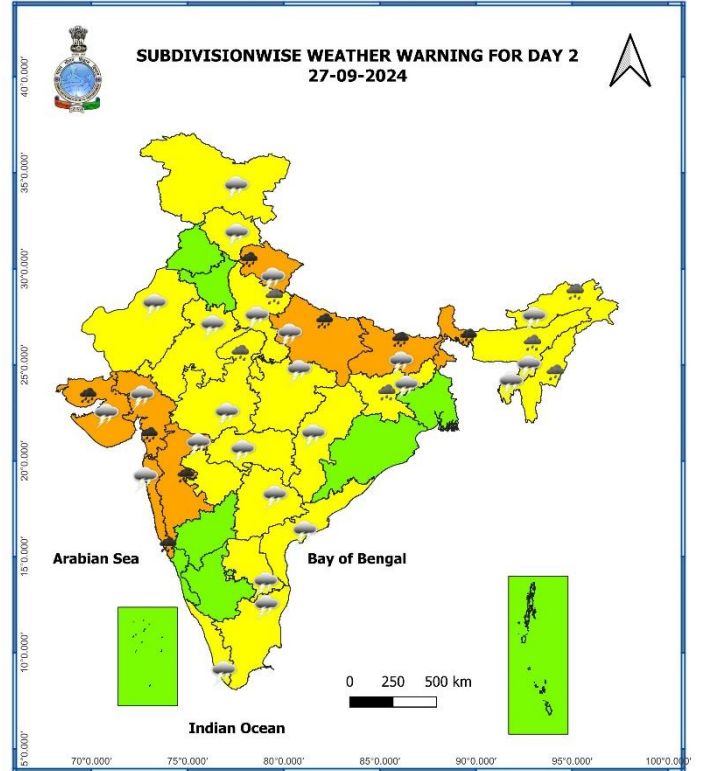 SUBDIVISIONWISE WEATHER WARNING FOR DAY 2
27-09-2024
40°0.000'
35°0.000'
30°0.000'
25°0.000'
20°0.000'
15°0.000'
10°0.000'
5°0.000'
Arabian Sea
Bay of Bengal
0 250 500 km
Indian Ocean
70°0.000' 75°0.000' 80°0.000' 85°0.000' 90°0.000' 95°0.000' 100°0.000'